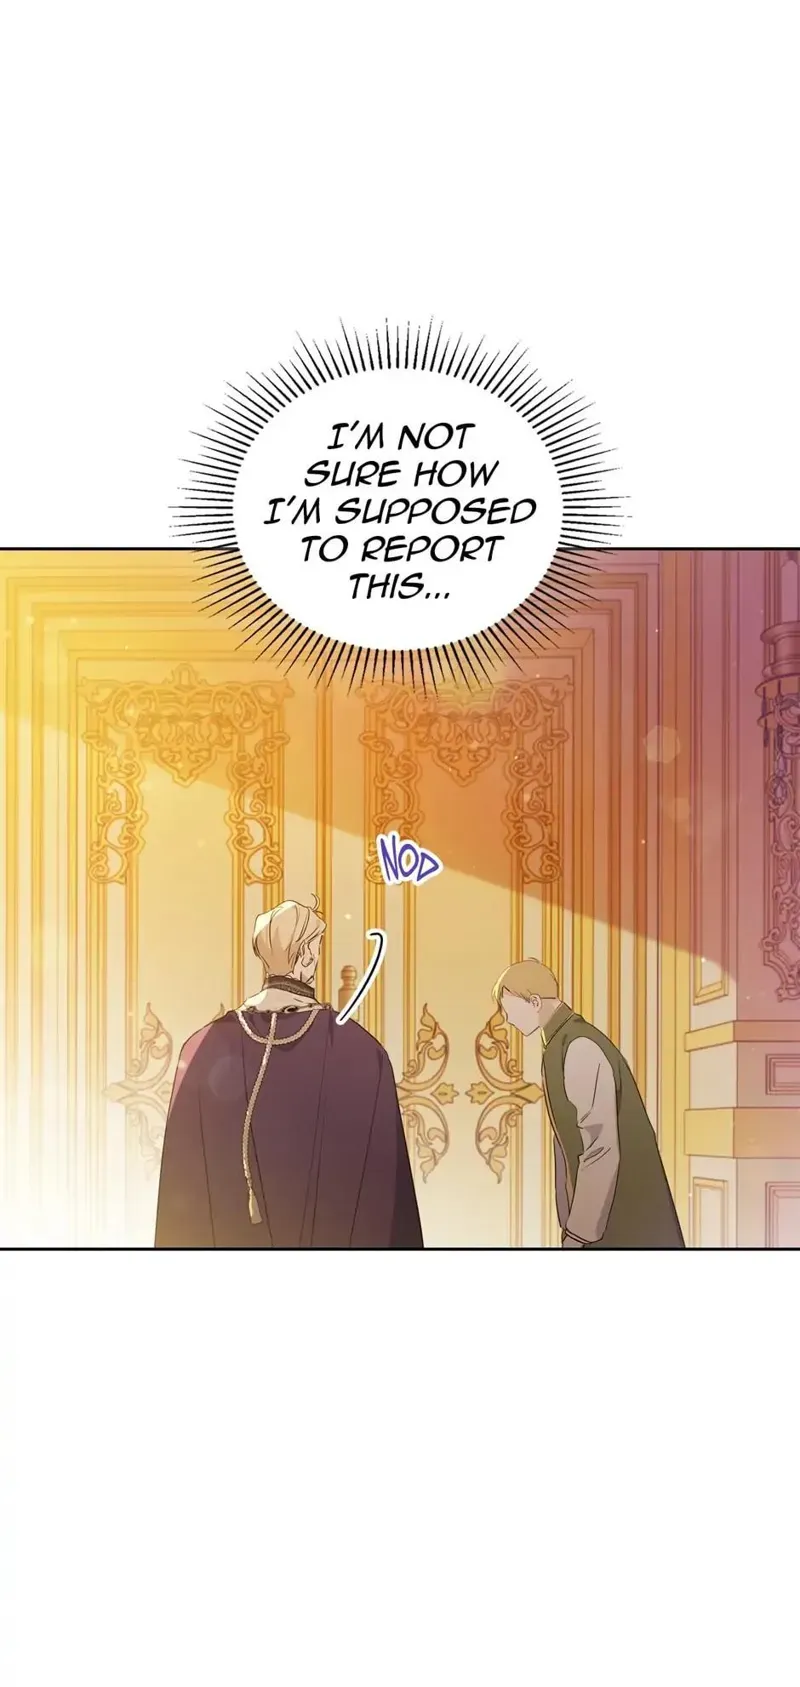 I'M NOT
SURE HOW
I'M SUPPOSED
TO REPORT
THIS...
NOD